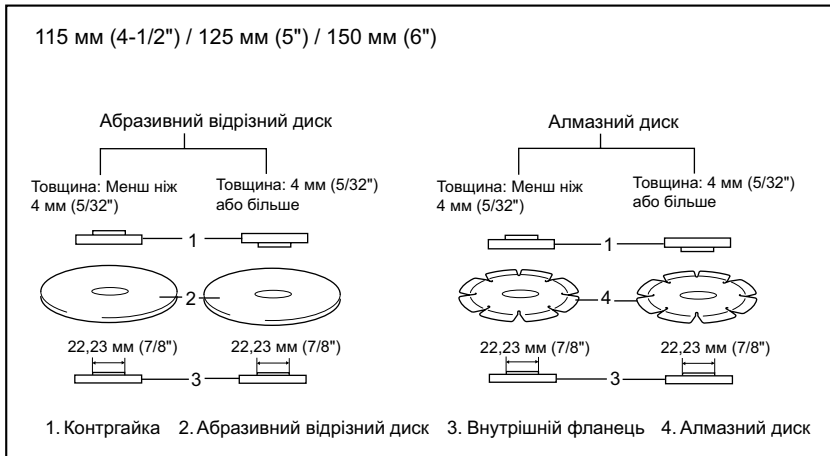 115 мм (4-1/2") / 125 мм (5") / 150 мм (6")
Абразивний відрізний диск
Товщина: Менш ніж
4 мм (5/32")
Товщина: 4 мм (5/32")
або більше
1
2
22,23 мм (7/8")
22,23 мм (7/8")
3
Алмазний диск
Товщина: Менш ніж
4 мм (5/32")
Товщина: 4 мм (5/32")
або більше
1
4
22,23 мм (7/8")
22,23 мм (7/8")
3
1. Контргайка 2. Абразивний відрізний диск 3. Внутрішній фланець 4. Алмазний диск